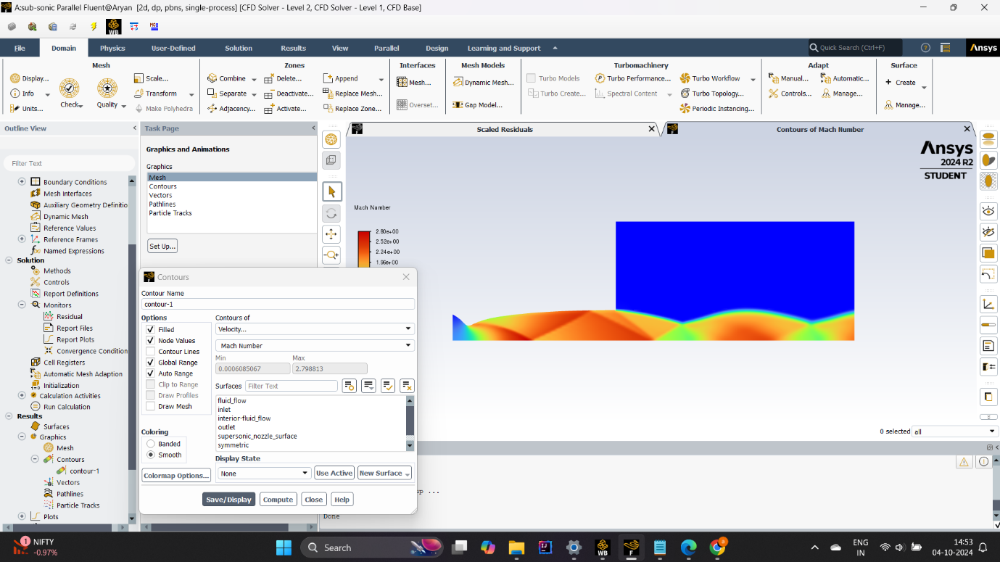 A:sub-sonic Parallel Fluent@Aryan [2d, dp, pbns, single-process] [CFD Solver - Level 2, CFD Solver - Level 1, CFD Base]
WB
File Domain Physics User-Defined Solution Results View Parallel Design Learning and Support
Quick Search (Ctrl+F)
Ansys
Mesh
Display...
Info
Units...
Check
Quality
Scale...
Transform
Make Polyhedra
Zones
Combine
Separate
Adjacency...
Delete...
Deactivate...
Activate...
Append
Replace Mesh...
Replace Zone...
Interfaces
Mesh...
Overset...
Mesh Models
Dynamic Mesh...
Gap Model...
Turbomachinery
Turbo Models
Turbo Create...
Turbo Performance...
Spectral Content
Turbo Workflow
Turbo Topology...
Periodic Instancing...
Adapt
Manual...
Controls...
Automatic...
Manage...
Surface
Create
Manage...
Outline View
Filter Text
Boundary Conditions
Mesh Interfaces
Auxiliary Geometry Definitio
Dynamic Mesh
Reference Values
Reference Frames
Named Expressions
Solution
Methods
Controls
Report Definitions
Monitors
Residual
Report Files
Report Plots
Convergence Condition
Cell Registers
Automatic Mesh Adaption
Initialization
Calculation Activities
Run Calculation
Results
Surfaces
Graphics
Mesh
Contours
contour-1
Vectors
Pathlines
Particle Tracks
Plots
Task Page
Graphics and Animations
Graphics
Mesh
Contours
Vectors
Pathlines
Particle Tracks
Set Up...
Scaled Residuals
Contours of Mach Number
Ansys
2024 R2
STUDENT
Mach Number
2.80e+00
2.52e+00
2.24e+00
1.96e+00
Contours
Contour Name
contour-1
Options
Filled
Node Values
Contour Lines
Global Range
Auto Range
Clip to Range
Draw Profiles
Draw Mesh
Coloring
Banded
Smooth
Colormap Options...
Contours of
Velocity...
Mach Number
Min Max
0.0006085067 2.798813
Surfaces Filter Text
fluid_flow
inlet
interior-fluid_flow
outlet
supersonic_nozzle_surface
symmetric
Display State
None Use Active New Surface
Save/Display Compute Close Help
0 selected all
up ...
Done
1
NIFTY
-0.97%
Search
WB
F
a
ENG
IN
14:53
04-10-2024